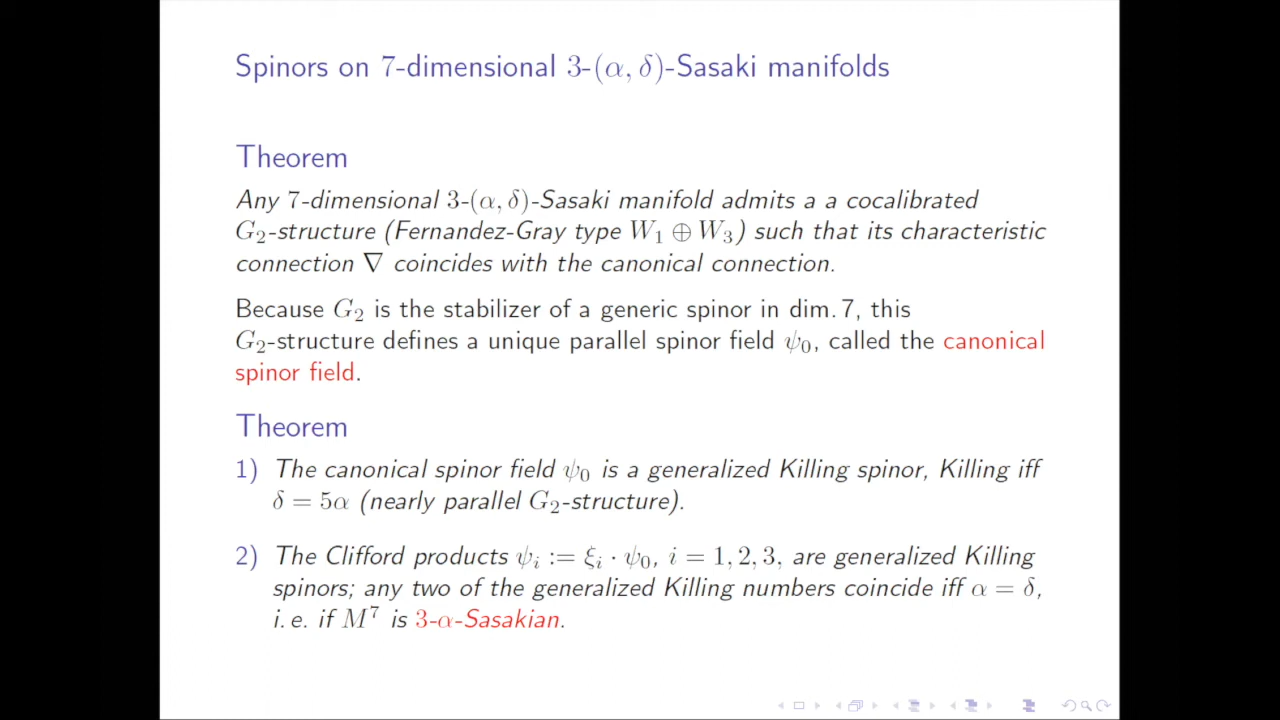 Spinors on 7-dimensional 3-(α, δ)-Sasaki manifolds
Theorem
Any 7-dimensional 3-(α, δ)-Sasaki manifold admits a a cocalibrated
G₂-structure (Fernandez-Gray type W₁ ⊕ W₃) such that its characteristic
connection ∇ coincides with the canonical connection.
Because G₂ is the stabilizer of a generic spinor in dim. 7, this
G₂-structure defines a unique parallel spinor field ψ₀, called the canonical
spinor field.
Theorem
1) The canonical spinor field ψ₀ is a generalized Killing spinor, Killing iff
δ = 5α (nearly parallel G₂-structure).
2) The Clifford products ψᵢ := ξᵢ · ψ₀, i = 1, 2, 3, are generalized Killing
spinors; any two of the generalized Killing numbers coincide iff α = δ,
i. e. if M⁷ is 3-α-Sasakian.